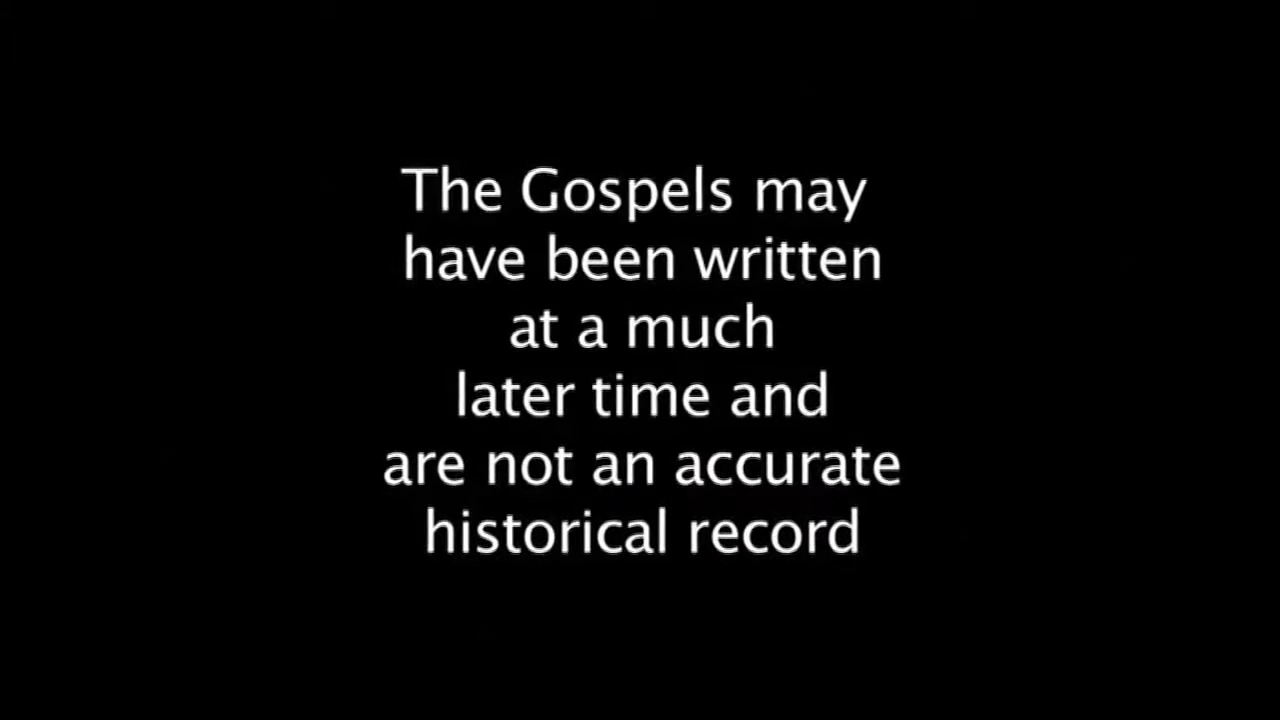 The Gospels may
have been written
at a much
later time and
are not an accurate
historical record